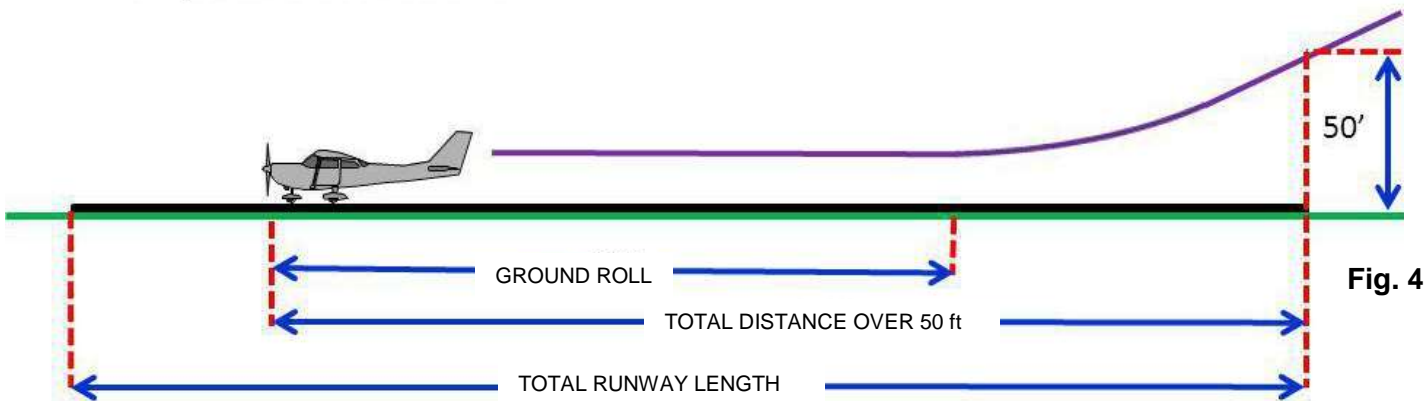 50'
GROUND ROLL
Fig. 4
TOTAL DISTANCE OVER 50 ft
TOTAL RUNWAY LENGTH